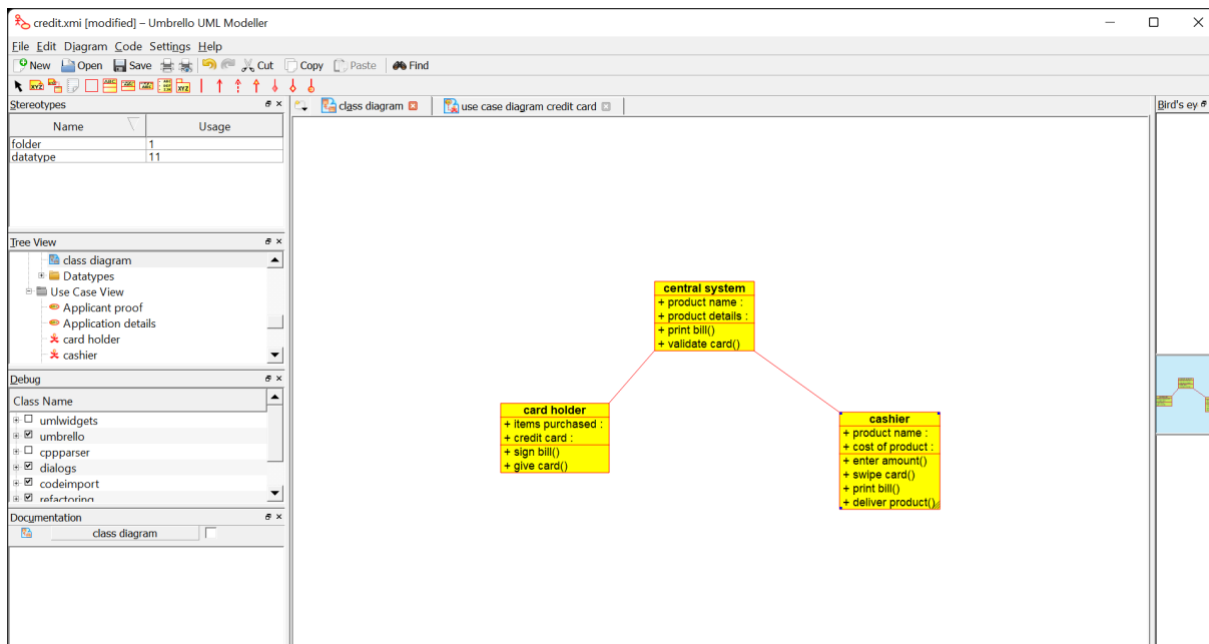 credit.xmi [modified] – Umbrello UML Modeller
File Edit Diagram Code Settings Help
New Open Save Cut Copy Paste Find
Stereotypes
Name Usage
folder 1
datatype 11
Tree View
class diagram
Datatypes
Use Case View
Applicant proof
Application details
card holder
cashier
Debug
Class Name
umlwidgets
umbrello
cppparser
dialogs
codeimport
refactoring
Documentation
class diagram
class diagram use case diagram credit card
central system
+ product name :
+ product details :
+ print bill()
+ validate card()
card holder
+ items purchased :
+ credit card :
+ sign bill()
+ give card()
cashier
+ product name :
+ cost of product :
+ enter amount()
+ swipe card()
+ print bill()
+ deliver product()
Bird's ey